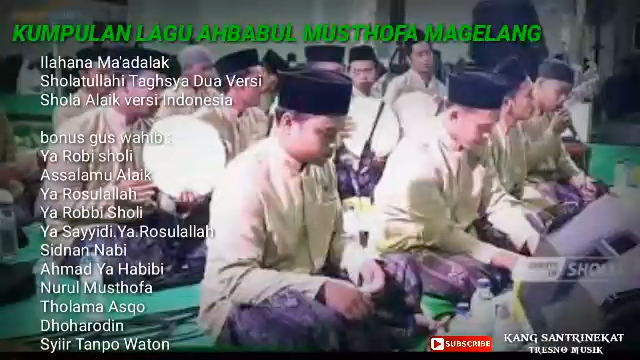 KUMPULAN LAGU AHBABUL MUSTHOFA MAGELANG
Ilahana Ma'adalak
Sholatullahi Taghsya Dua Versi
Shola Alaik versi Indonesia
bonus gus wahib :
Ya Robi sholi
Assalamu Alaik
Ya Rosulallah
Ya Robbi Sholi
Ya Sayyidi.Ya.Rosulallah
Sidnan Nabi
Ahmad Ya Habibi
Nurul Musthofa
Tholama Asqo
Dhoharodin
Syiir Tanpo Waton
SHOL
SUBSCRIBE
KANG SANTRINEKAT
TRESNO MUSIK